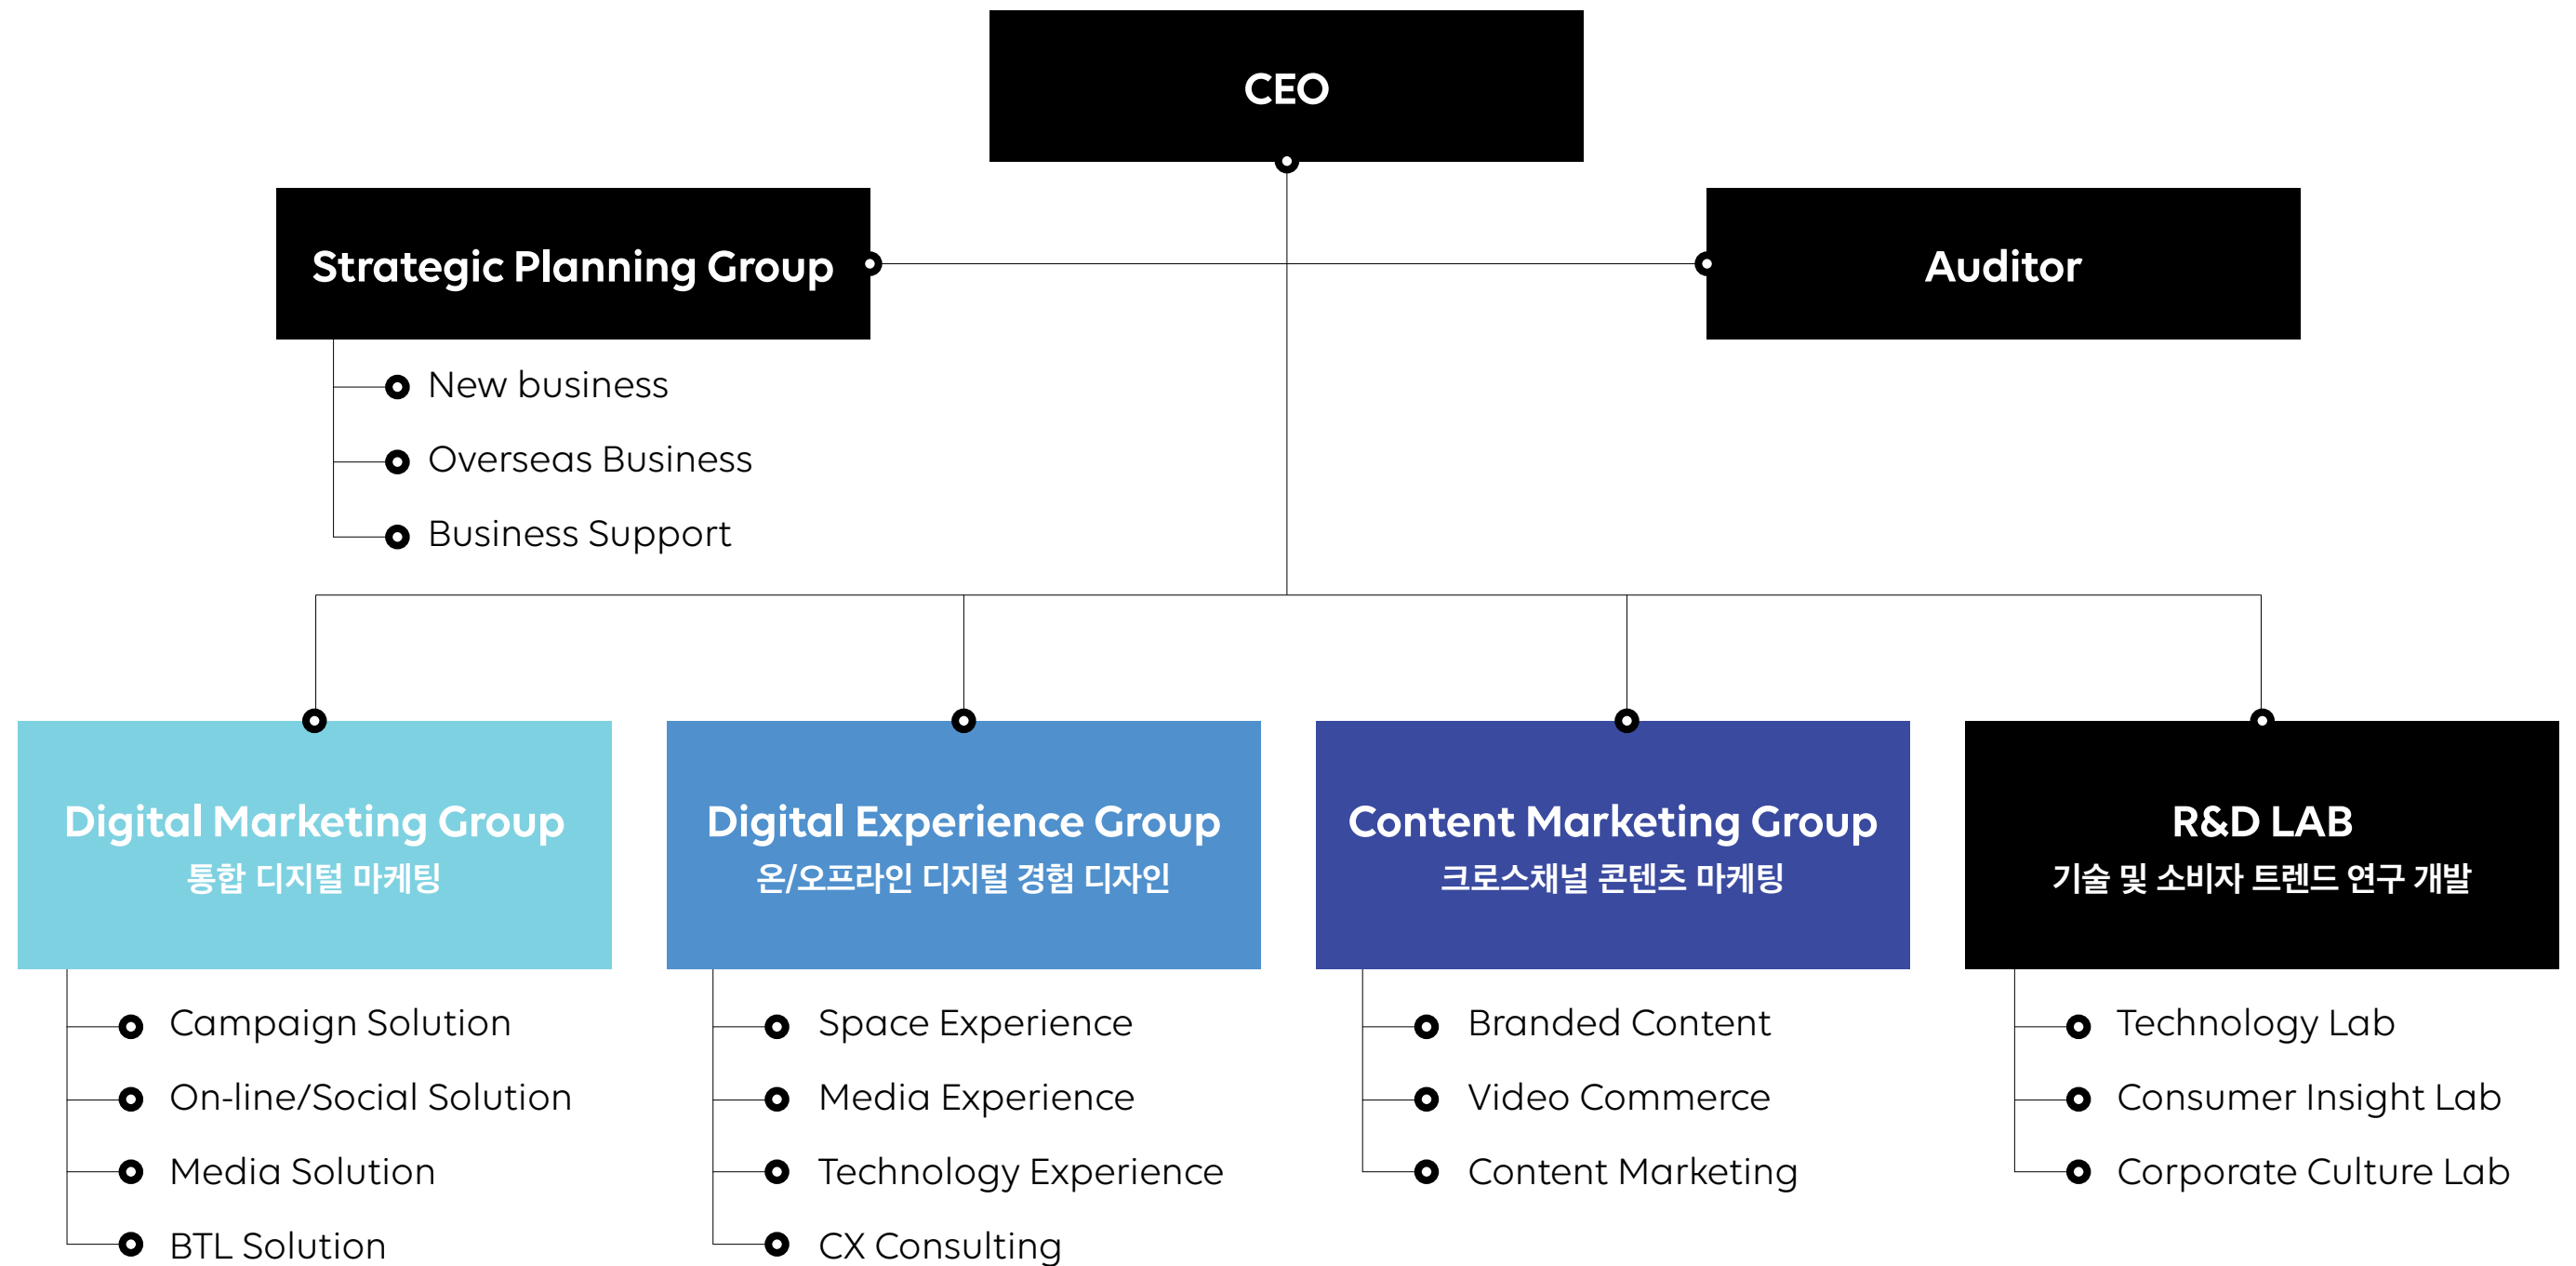 CEO
Strategic Planning Group
Auditor
New business
Overseas Business
Business Support
Digital Marketing Group
통합 디지털 마케팅
Campaign Solution
On-line/Social Solution
Media Solution
BTL Solution
Digital Experience Group
온/오프라인 디지털 경험 디자인
Space Experience
Media Experience
Technology Experience
CX Consulting
Content Marketing Group
크로스채널 콘텐츠 마케팅
Branded Content
Video Commerce
Content Marketing
R&D LAB
기술 및 소비자 트렌드 연구 개발
Technology Lab
Consumer Insight Lab
Corporate Culture Lab